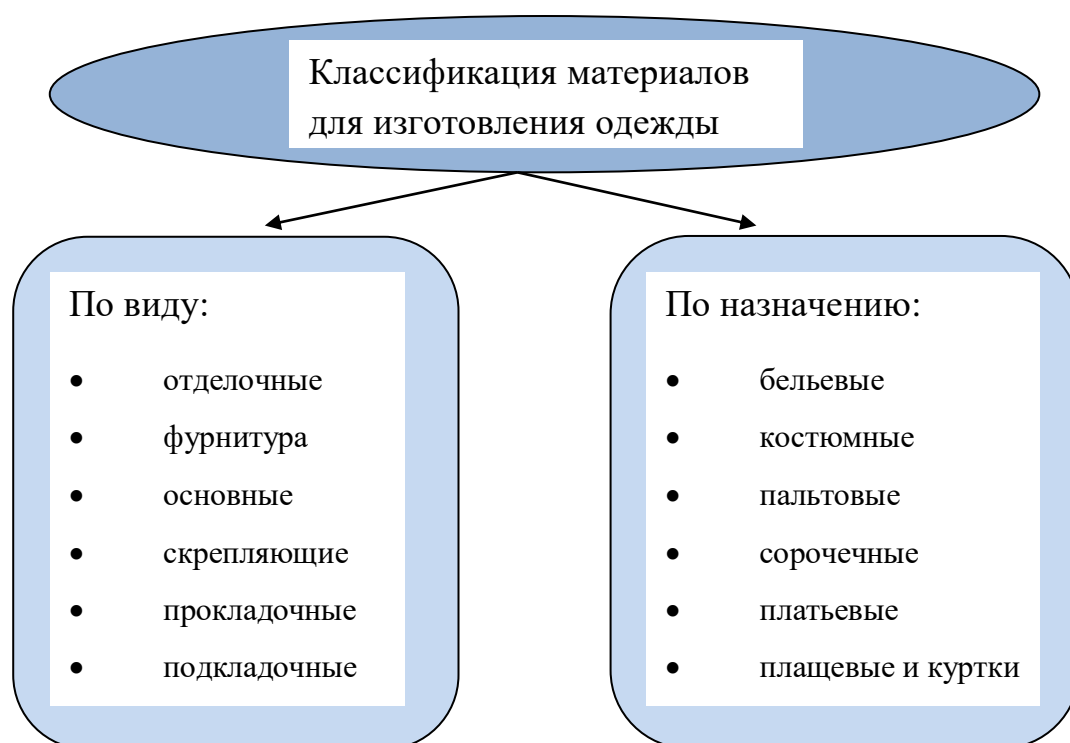 Классификация материалов
для изготовления одежды
По виду:
• отделочные
• фурнитура
• основные
• скрепляющие
• прокладочные
• подкладочные
По назначению:
• бельевые
• костюмные
• пальтовые
• сорочечные
• платьевые
• плащевые и куртки